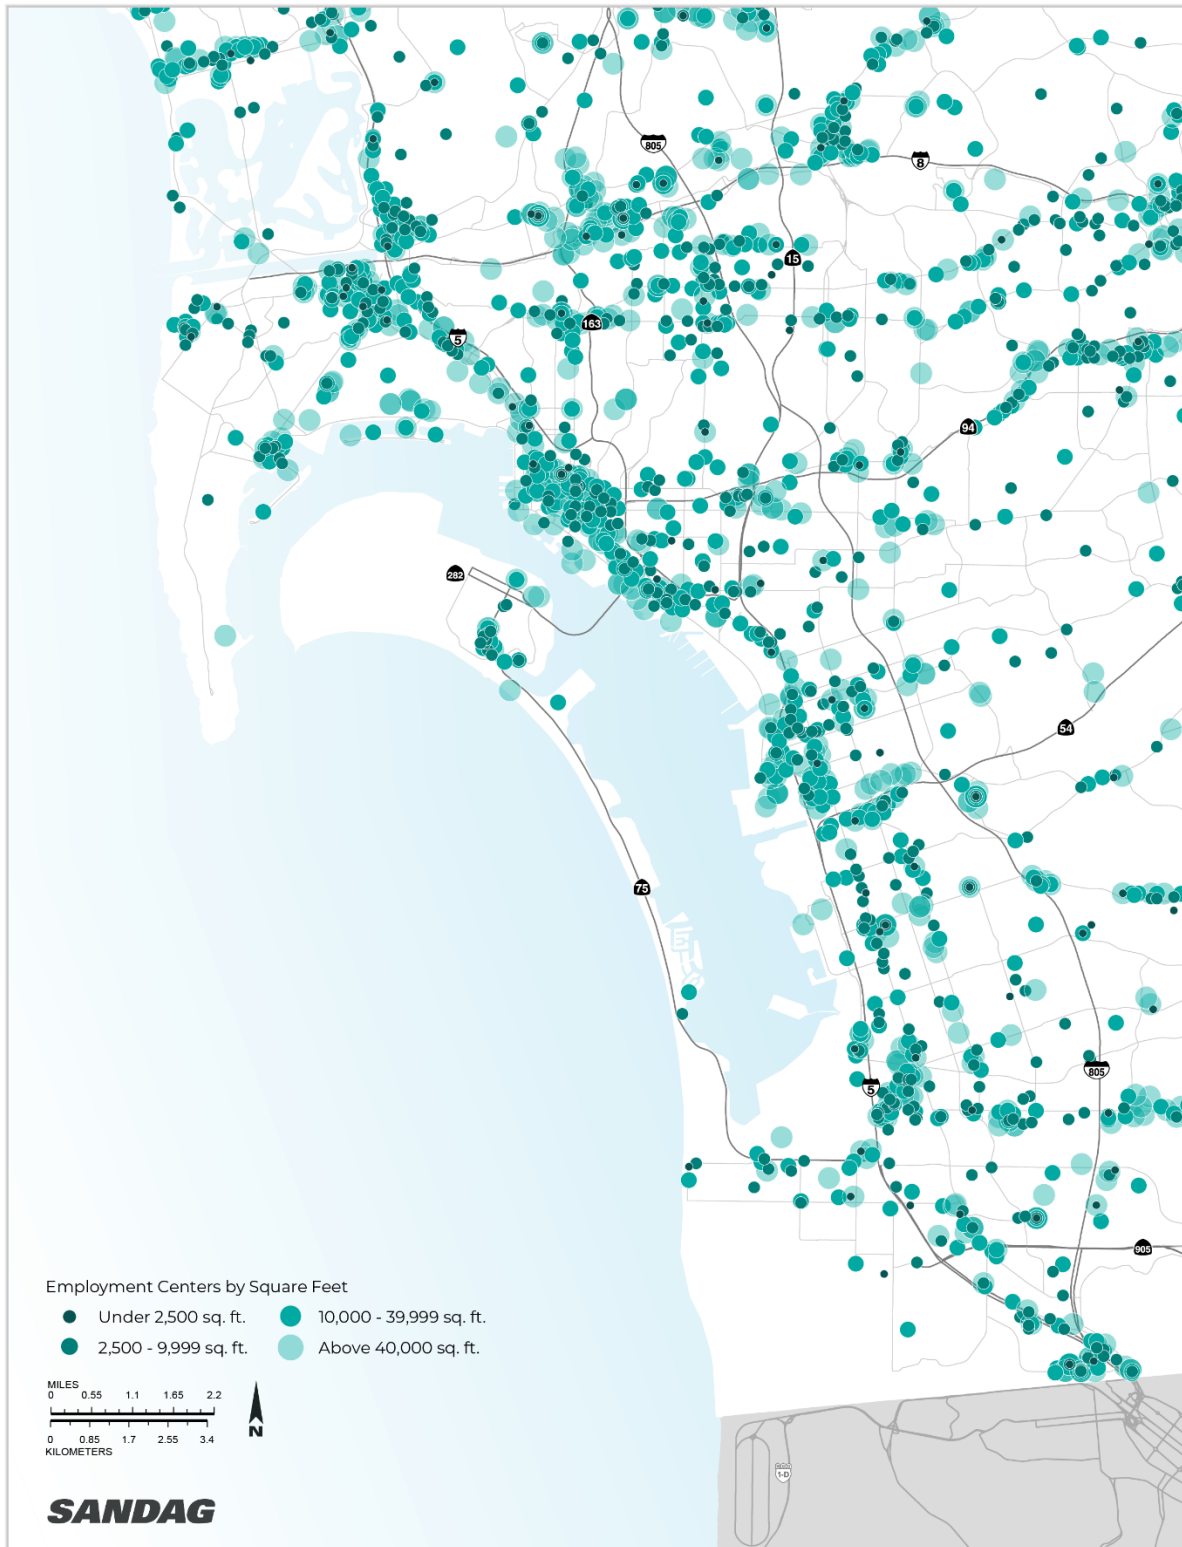 805
8
15
163
5
94
282
54
75
805
5
905
Employment Centers by Square Feet
Under 2,500 sq. ft.
10,000 - 39,999 sq. ft.
2,500 - 9,999 sq. ft.
Above 40,000 sq. ft.
MILES
0 0.55 1.1 1.65 2.2
0 0.85 1.7 2.55 3.4
KILOMETERS
N
1-D
SANDAG